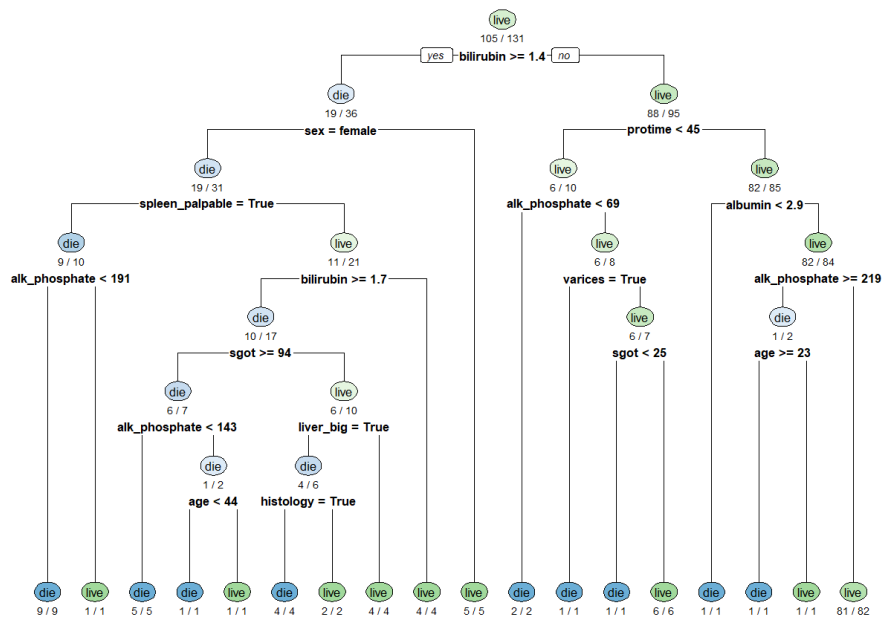 live
105 / 131
yes bilirubin >= 1.4 no
die live
19 / 36 88 / 95
sex = female protime < 45
die live live
19 / 31 6 / 10 82 / 85
spleen_palpable = True alk_phosphate < 69 albumin < 2.9
die live live live
9 / 10 11 / 21 6 / 8 82 / 84
alk_phosphate < 191 bilirubin >= 1.7 varices = True alk_phosphate >= 219
die live die
10 / 17 6 / 7 1 / 2
sgot >= 94 sgot < 25 age >= 23
die live
6 / 7 6 / 10
alk_phosphate < 143 liver_big = True
die die
1 / 2 4 / 6
age < 44 histology = True
die live die die live die live live live live die die die live die die live live
9 / 9 1 / 1 5 / 5 1 / 1 1 / 1 4 / 4 2 / 2 4 / 4 4 / 4 5 / 5 2 / 2 1 / 1 1 / 1 6 / 6 1 / 1 1 / 1 1 / 1 81 / 82